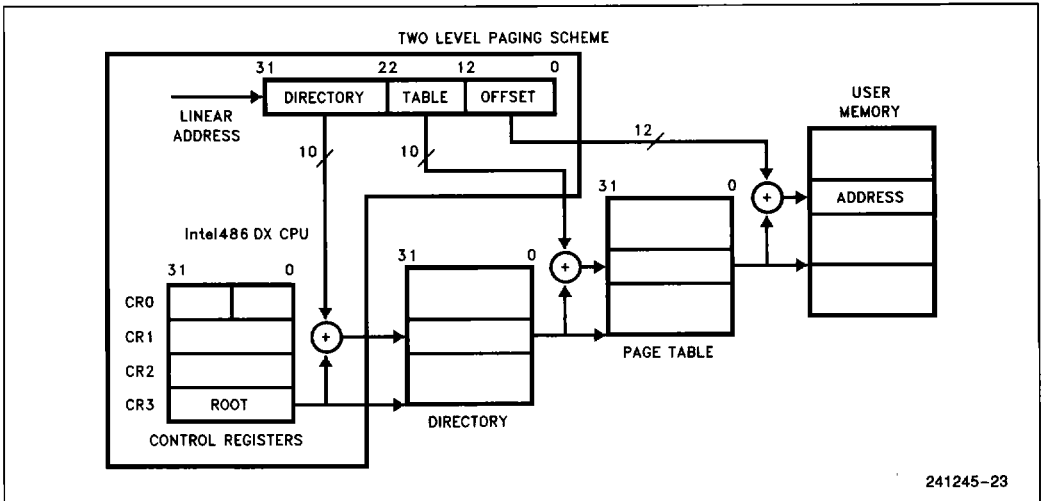 TWO LEVEL PAGING SCHEME
31 22 12 0
DIRECTORY TABLE OFFSET
LINEAR
ADDRESS
USER
MEMORY
10
10
12
31 0
ADDRESS
Intel486 DX CPU
31 0
31 0
CR0
CR1
CR2
CR3 ROOT
CONTROL REGISTERS
+
+
+
DIRECTORY
PAGE TABLE
241245-23